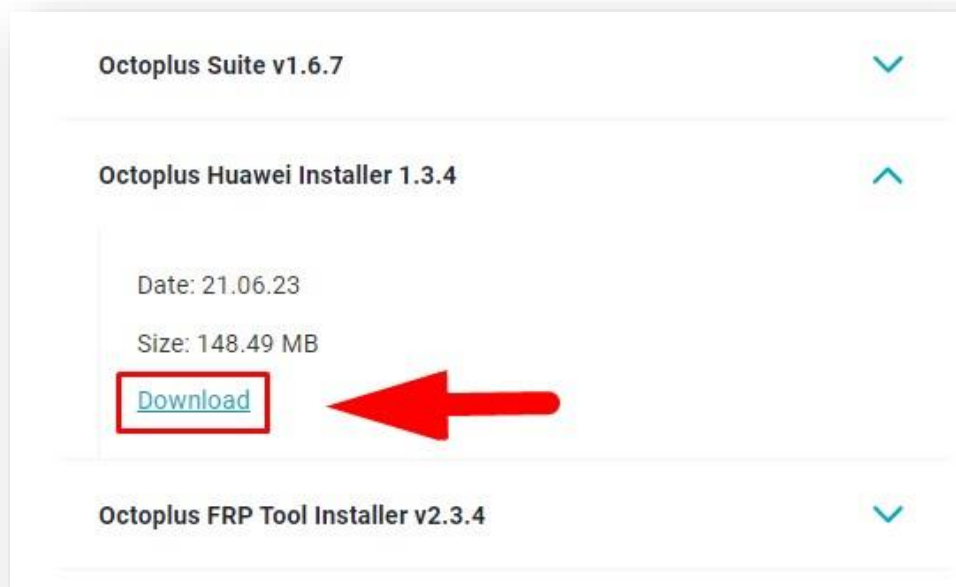 Octoplus Suite v1.6.7
Octoplus Huawei Installer 1.3.4
Date: 21.06.23
Size: 148.49 MB
Download
Octoplus FRP Tool Installer v2.3.4